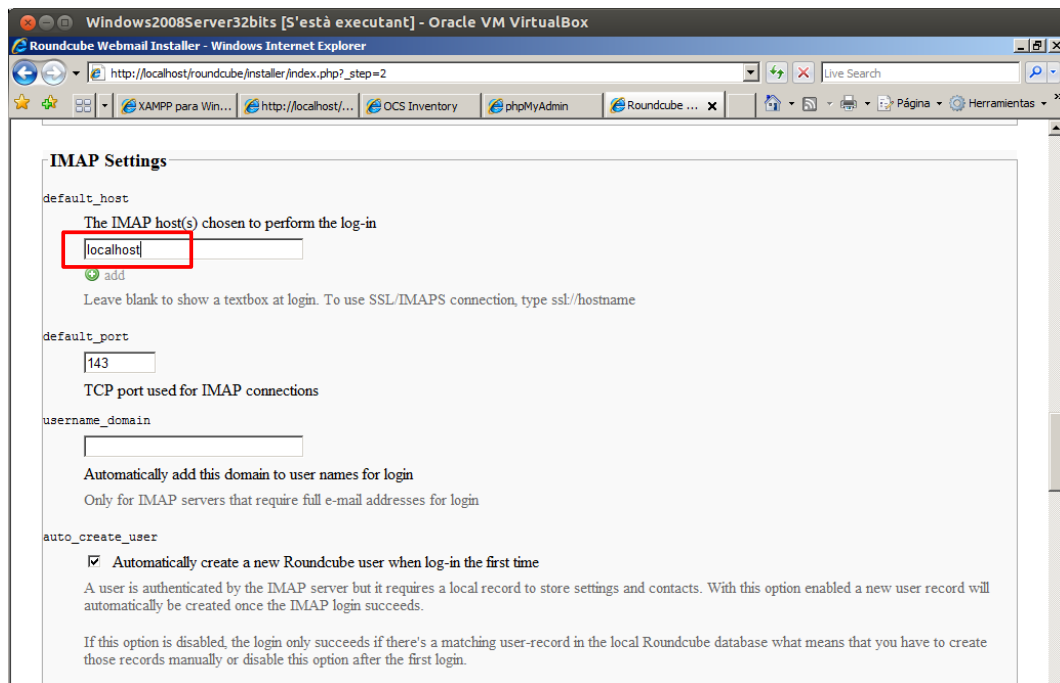 Windows2008Server32bits [S'està executant] - Oracle VM VirtualBox
Roundcube Webmail Installer - Windows Internet Explorer
http://localhost/roundcube/installer/index.php?_step=2
Live Search
XAMPP para Win... http://localhost/... OCS Inventory phpMyAdmin Roundcube ... Página Herramientas
IMAP Settings
default_host
The IMAP host(s) chosen to perform the log-in
localhost
add
Leave blank to show a textbox at login. To use SSL/IMAPS connection, type ssl://hostname
default_port
143
TCP port used for IMAP connections
username_domain
Automatically add this domain to user names for login
Only for IMAP servers that require full e-mail addresses for login
auto_create_user
Automatically create a new Roundcube user when log-in the first time
A user is authenticated by the IMAP server but it requires a local record to store settings and contacts. With this option enabled a new user record will
automatically be created once the IMAP login succeeds.
If this option is disabled, the login only succeeds if there's a matching user-record in the local Roundcube database what means that you have to create
those records manually or disable this option after the first login.